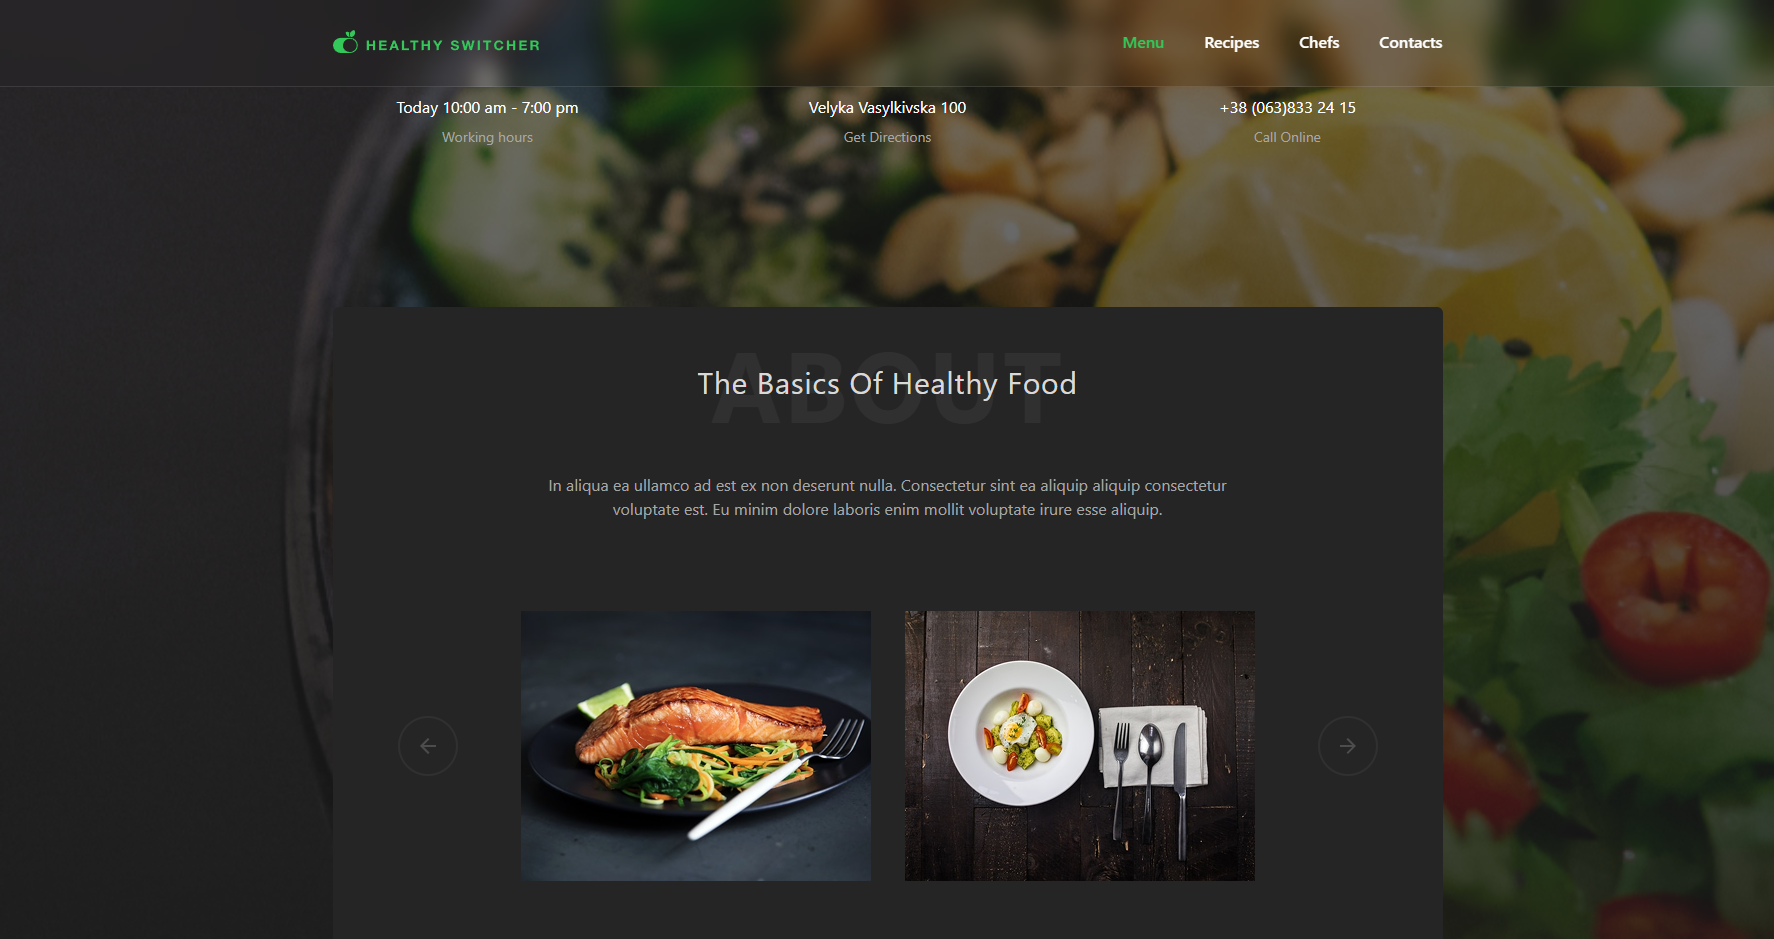 HEALTHY SWITCHER
Menu Recipes Chefs Contacts
Today 10:00 am - 7:00 pm
Working hours
Velyka Vasylkivska 100
Get Directions
+38 (063)833 24 15
Call Online
ABOUT
The Basics Of Healthy Food
In aliqua ea ullamco ad est ex non deserunt nulla. Consectetur sint ea aliquip aliquip consectetur
voluptate est. Eu minim dolore laboris enim mollit voluptate irure esse aliquip.